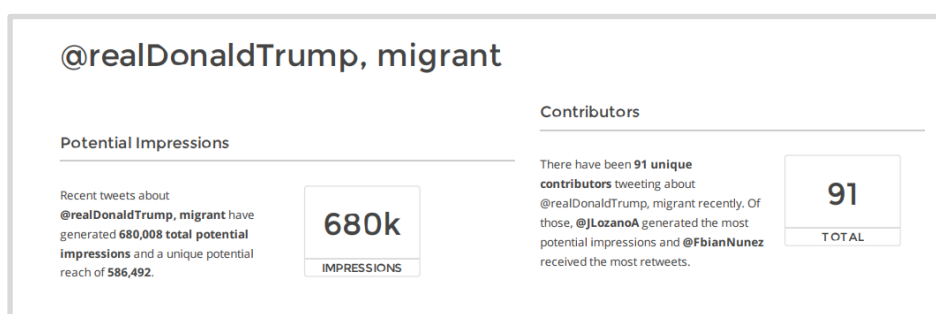 @realDonaldTrump, migrant
Potential Impressions
Recent tweets about
@realDonaldTrump, migrant have
generated 680,008 total potential
impressions and a unique potential
reach of 586,492.
680k
IMPRESSIONS
Contributors
There have been 91 unique
contributors tweeting about
@realDonaldTrump, migrant recently. Of
those, @JLozanoA generated the most
potential impressions and @FbianNunez
received the most retweets.
91
TOTAL